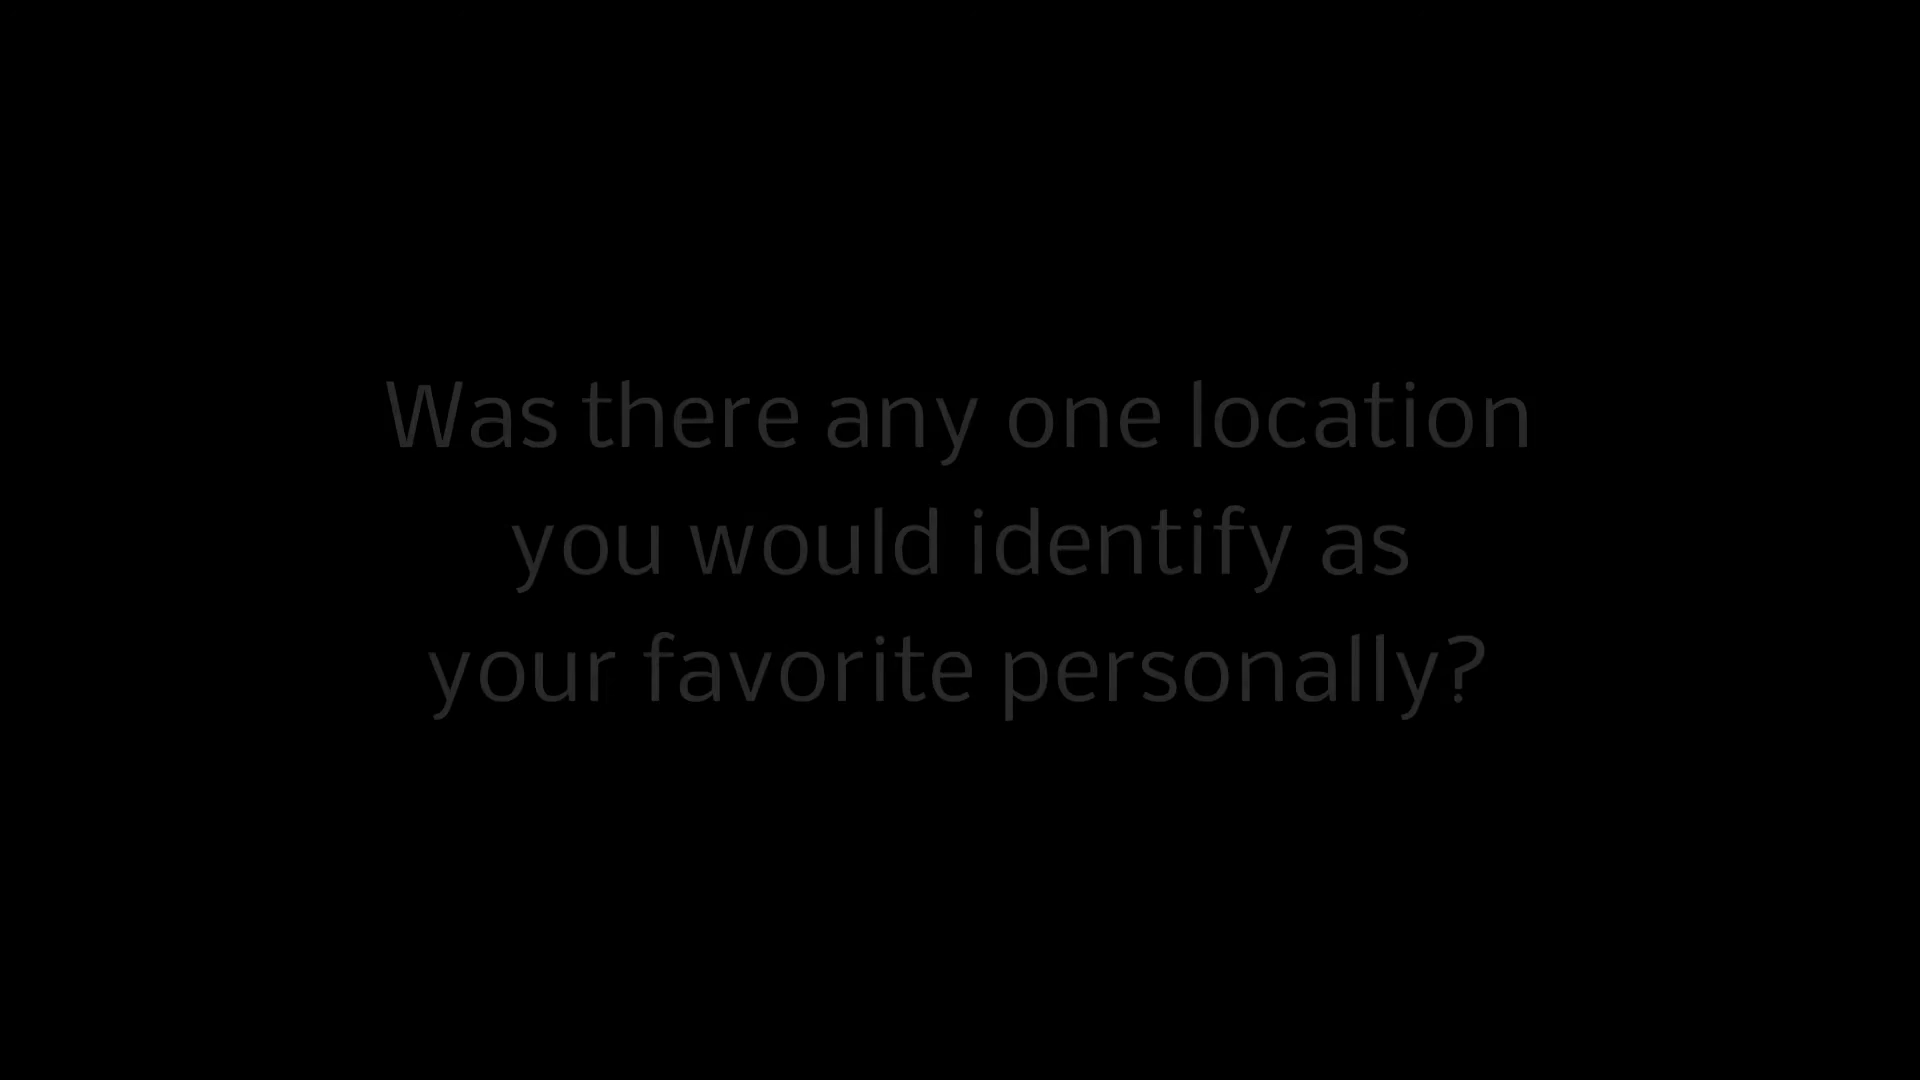 Was there any one location
you would identify as
your favorite personally?